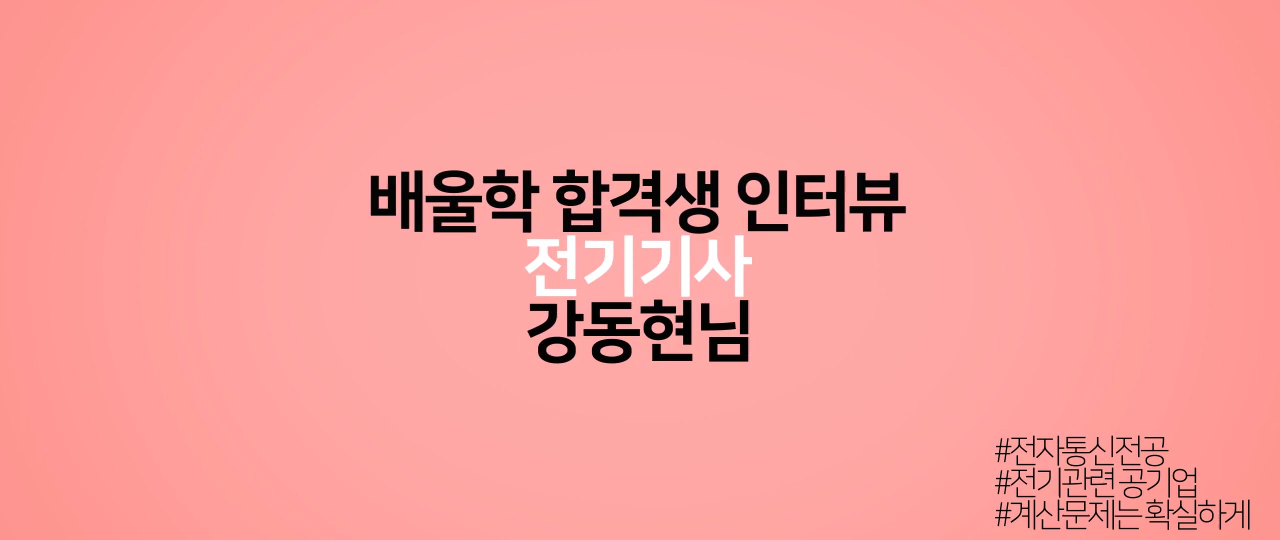 배울학 합격생 인터뷰
전기기사
강동현님
#전자통신전공
#전기관련 공기업
#계산문제는 확실하게